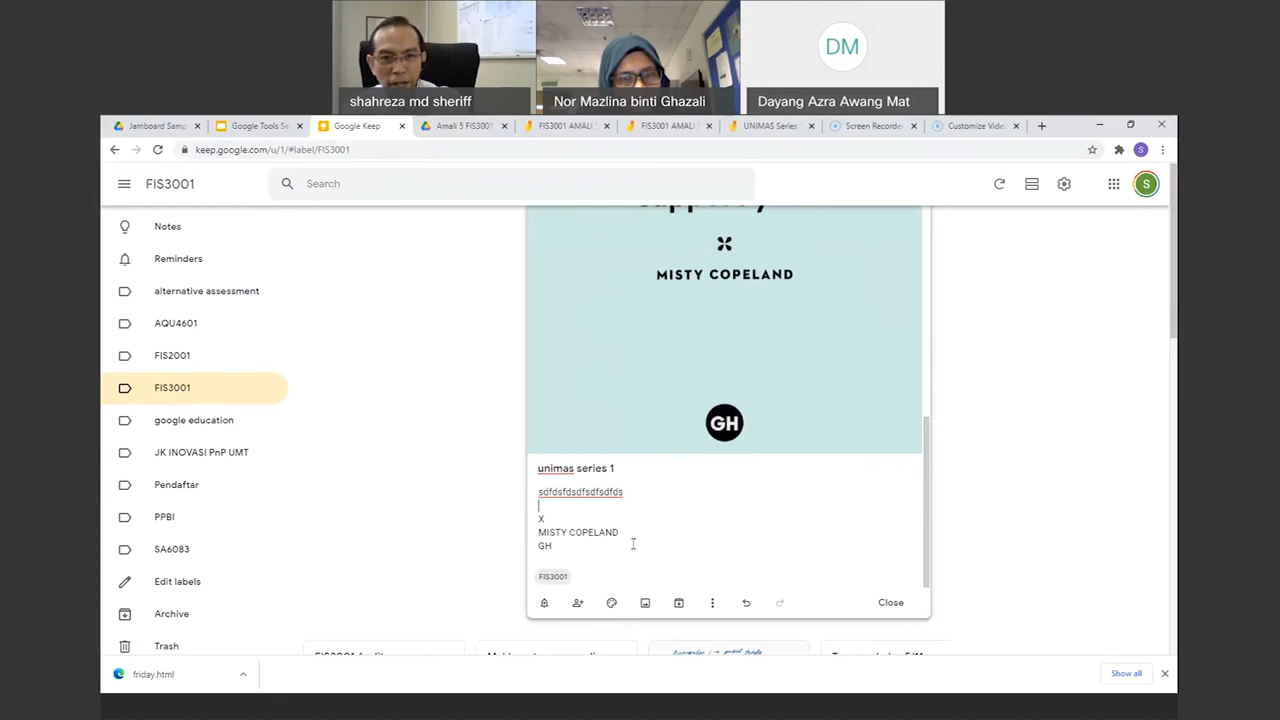 DM
shahreza md sheriff
Nor Mazlina binti Ghazali
Dayang Azra Awang Mat
Jamboard Samp
Google Tools Se
Google Keep
Amali 5 FIS3001
FIS3001 AMALI
FIS3001 AMALI
UNIMAS Series
Screen Recorde
Customize Vide
keep.google.com/u/1/#label/FIS3001
S
FIS3001
Search
S
Notes
Reminders
alternative assessment
AQU4601
FIS2001
FIS3001
google education
JK INOVASI PnP UMT
Pendaftar
PPBI
SA6083
Edit labels
Archive
Trash
MISTY COPELAND
GH
unimas series 1
sdfdsfdsdfsdfsdfds
X
MISTY COPELAND
GH
FIS3001
Close
friday.html
Show all